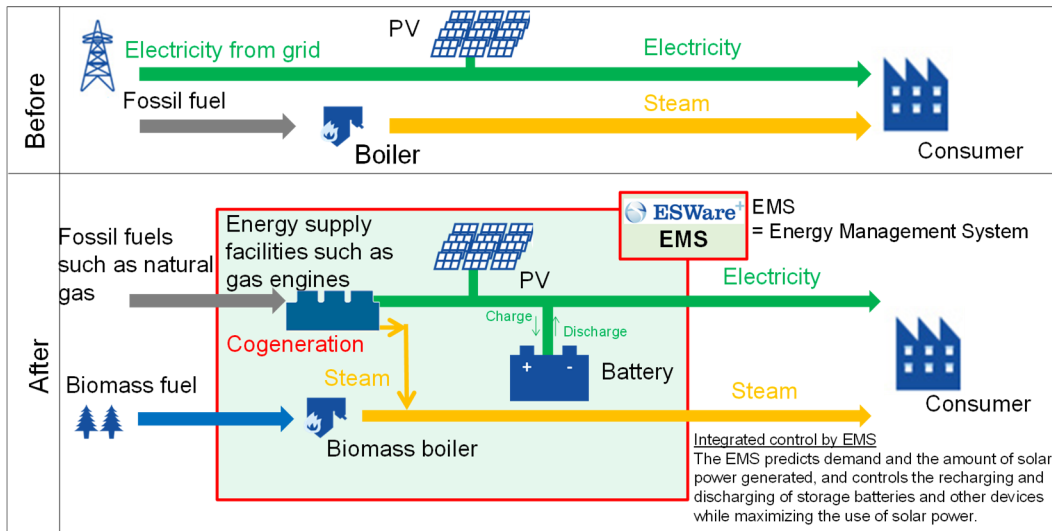 Before
PV
Electricity from grid
Electricity
Fossil fuel
Steam
Boiler
Consumer
After
Fossil fuels
such as natural
gas
Energy supply
facilities such as
gas engines
ESWare+
EMS
EMS
= Energy Management System
PV
Electricity
Charge
Discharge
Cogeneration
Steam
Battery
Biomass fuel
Steam
Biomass boiler
Consumer
Integrated control by EMS
The EMS predicts demand and the amount of solar
power generated, and controls the recharging and
discharging of storage batteries and other devices
while maximizing the use of solar power.